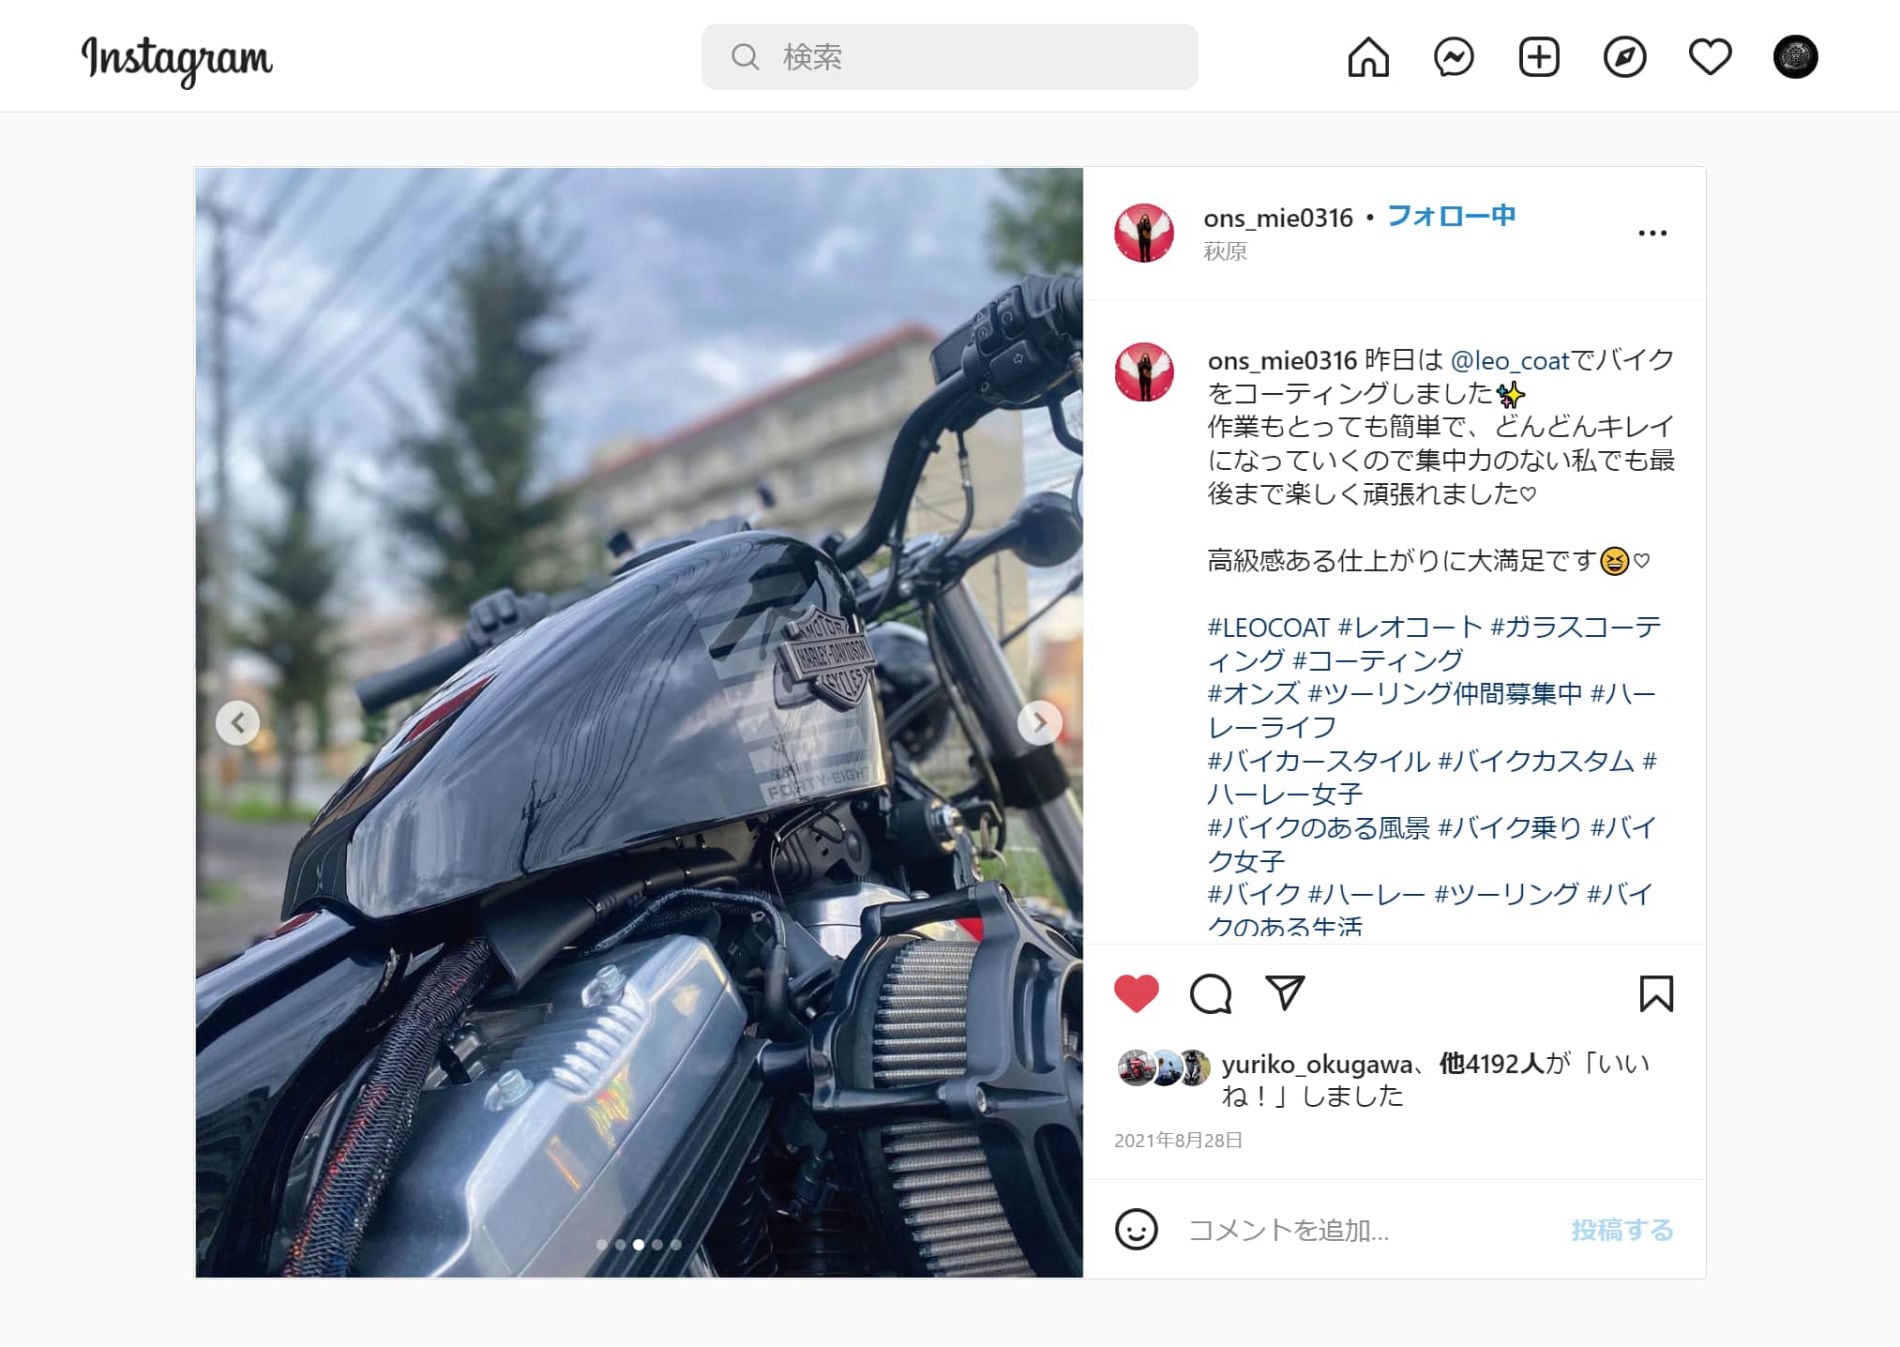 Instagram
検索
ons_mie0316 • フォロー中
萩原
ons_mie0316 昨日は @leo_coatでバイク
をコーティングしました✨
作業もとっても簡単で、どんどんキレイ
になっていくので集中力のない私でも最
後まで楽しく頑張れました♡
高級感ある仕上がりに大満足です😆♡
#LEOCOAT #レオコート #ガラスコーテ
ィング #コーティング
#オンズ #ツーリング仲間募集中 #ハー
レーライフ
#バイカースタイル #バイクカスタム #
ハーレー女子
#バイクのある風景 #バイク乗り #バイ
ク女子
#バイク #ハーレー #ツーリング #バイ
クのある生活
yuriko_okugawa、他4192人が「いい
ね！」しました
2021年8月28日
コメントを追加...
投稿する
MOTOR
HARLEY-DAVIDSON
CYCLES
FORTY-EIGHT